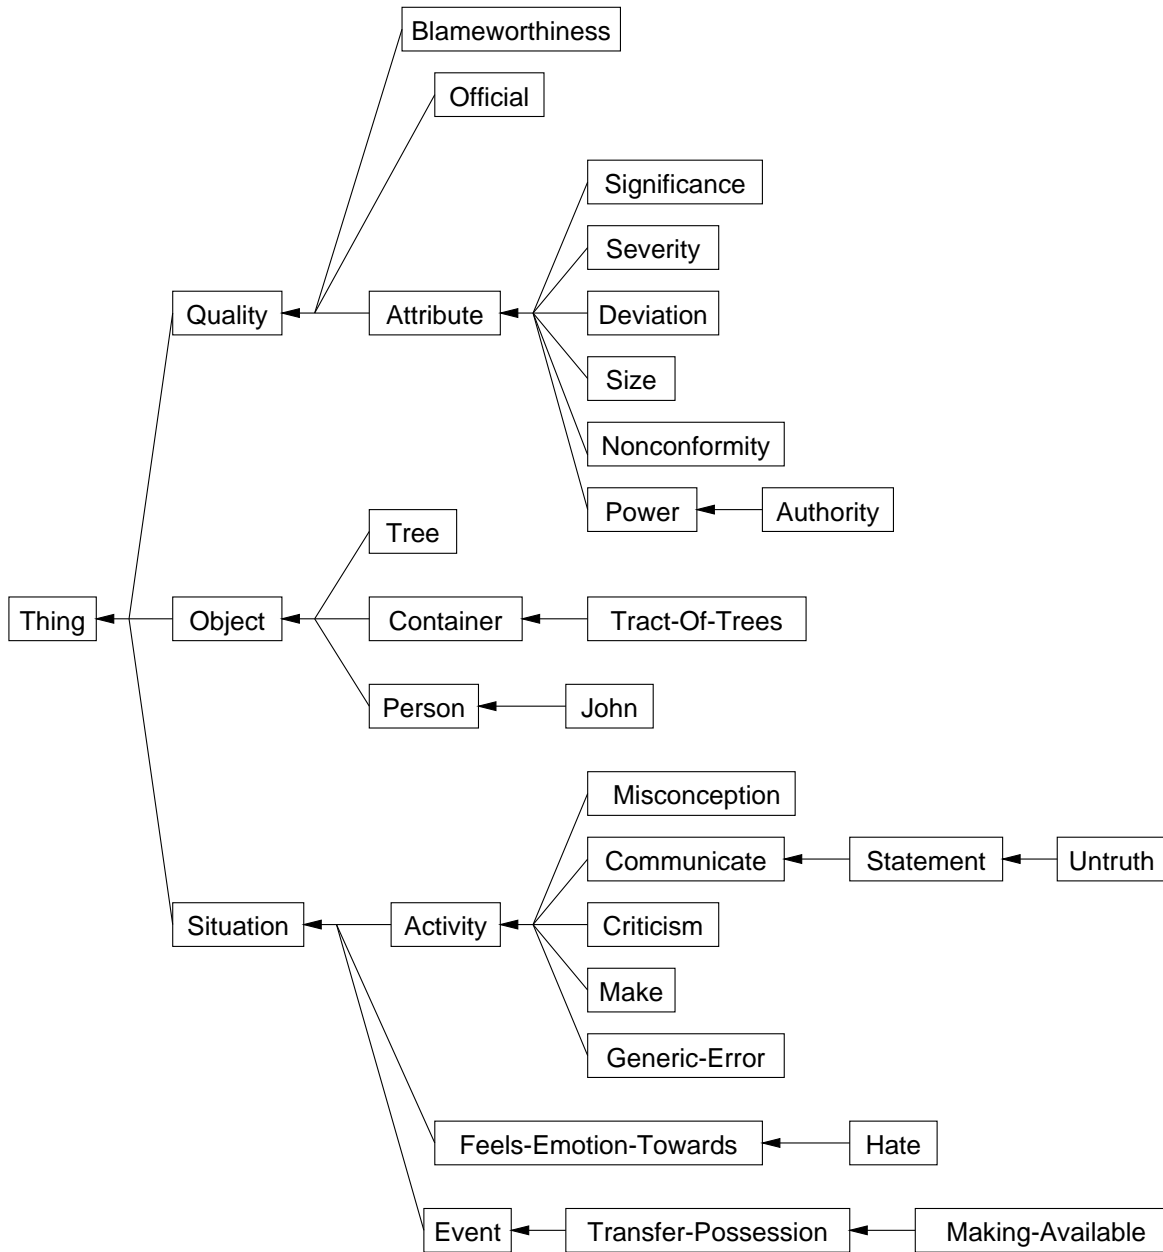 Blameworthiness
Official
Significance
Severity
Quality
Attribute
Deviation
Size
Nonconformity
Power
Authority
Tree
Thing
Object
Container
Tract-Of-Trees
Person
John
Misconception
Communicate
Statement
Untruth
Situation
Activity
Criticism
Make
Generic-Error
Feels-Emotion-Towards
Hate
Event
Transfer-Possession
Making-Available